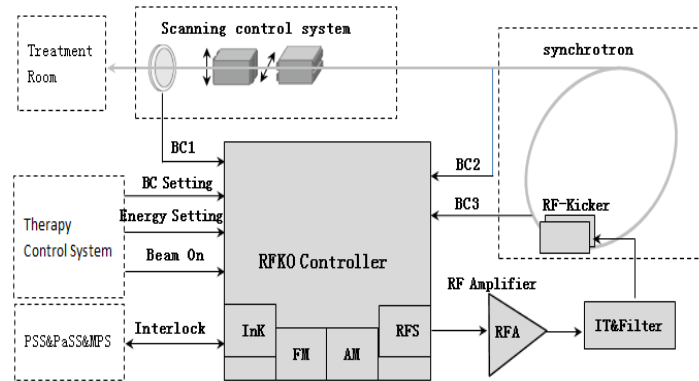 Scanning control system
synchrotron
Treatment
Room
BC1
BC2
BC Setting
Energy Setting
Beam On
Therapy
Control System
BC3
RF-Kicker
RFKO Controller
RF Amplifier
Interlock
PSS&PaSS&MPS
InK
FM
AM
RFS
RFA
IT&Filter